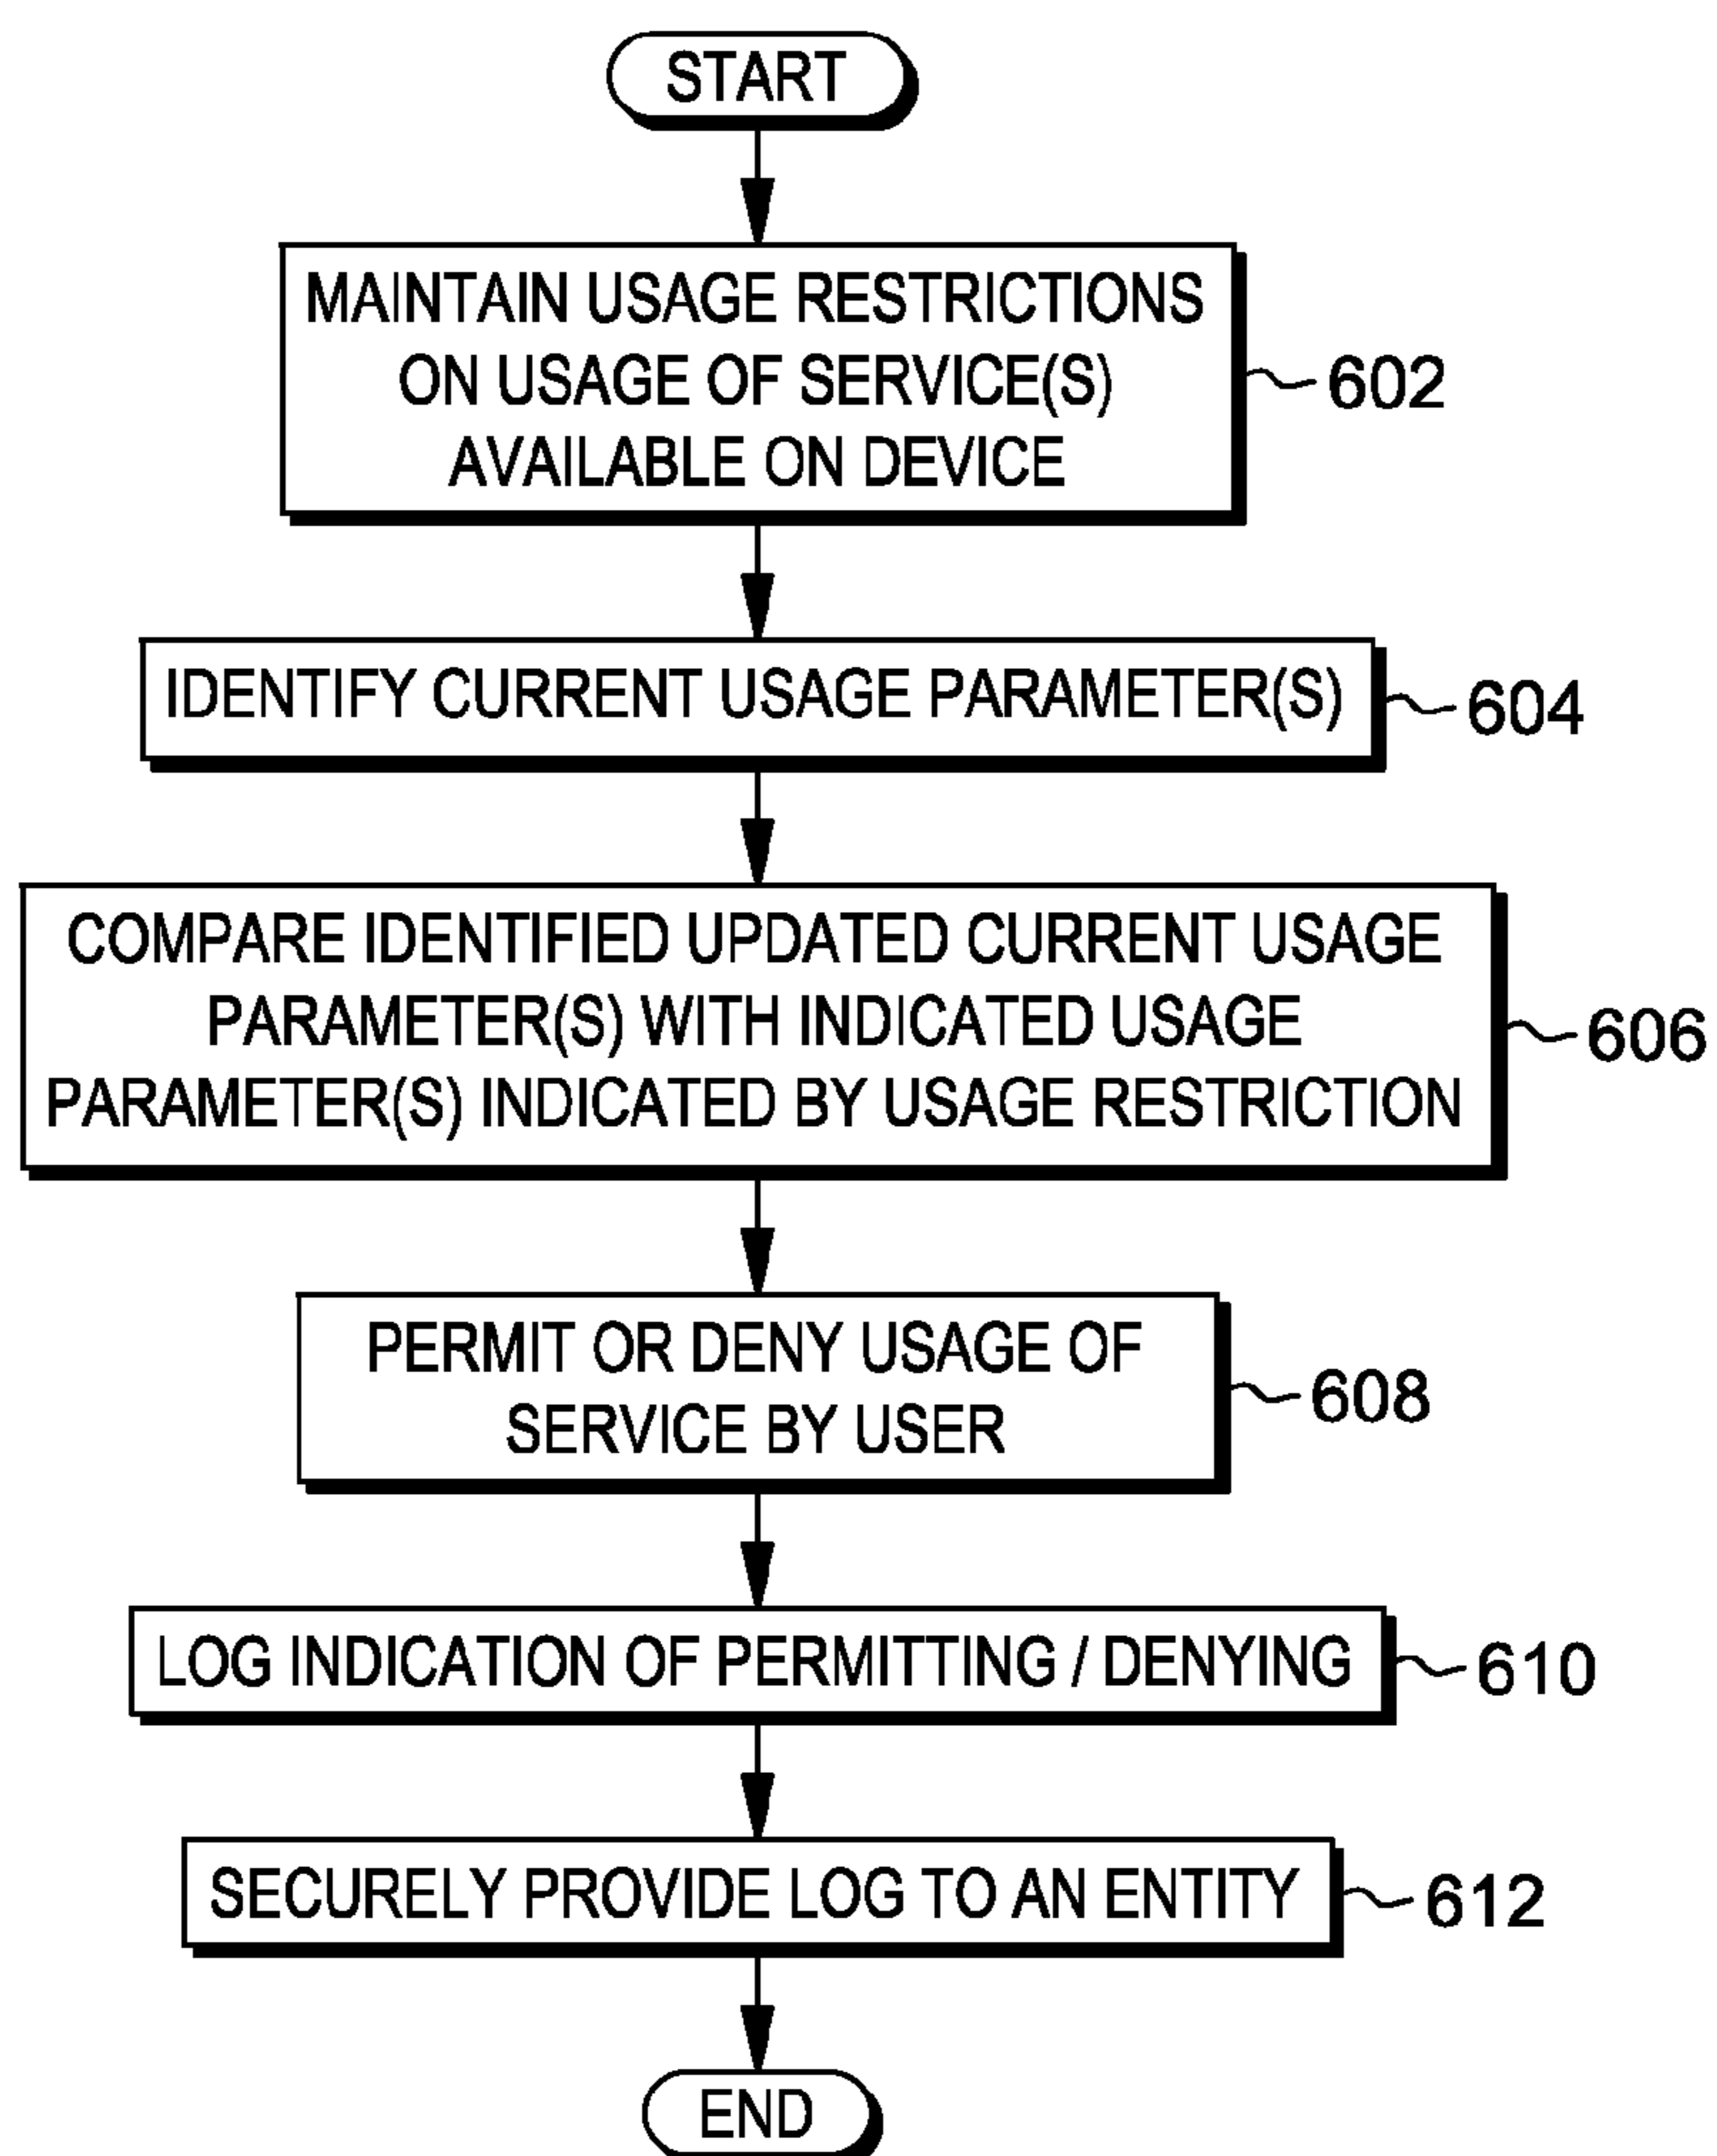 START
MAINTAIN USAGE RESTRICTIONS
ON USAGE OF SERVICE(S)
AVAILABLE ON DEVICE
602
IDENTIFY CURRENT USAGE PARAMETER(S)
604
COMPARE IDENTIFIED UPDATED CURRENT USAGE
PARAMETER(S) WITH INDICATED USAGE
PARAMETER(S) INDICATED BY USAGE RESTRICTION
606
PERMIT OR DENY USAGE OF
SERVICE BY USER
608
LOG INDICATION OF PERMITTING / DENYING
610
SECURELY PROVIDE LOG TO AN ENTITY
612
END